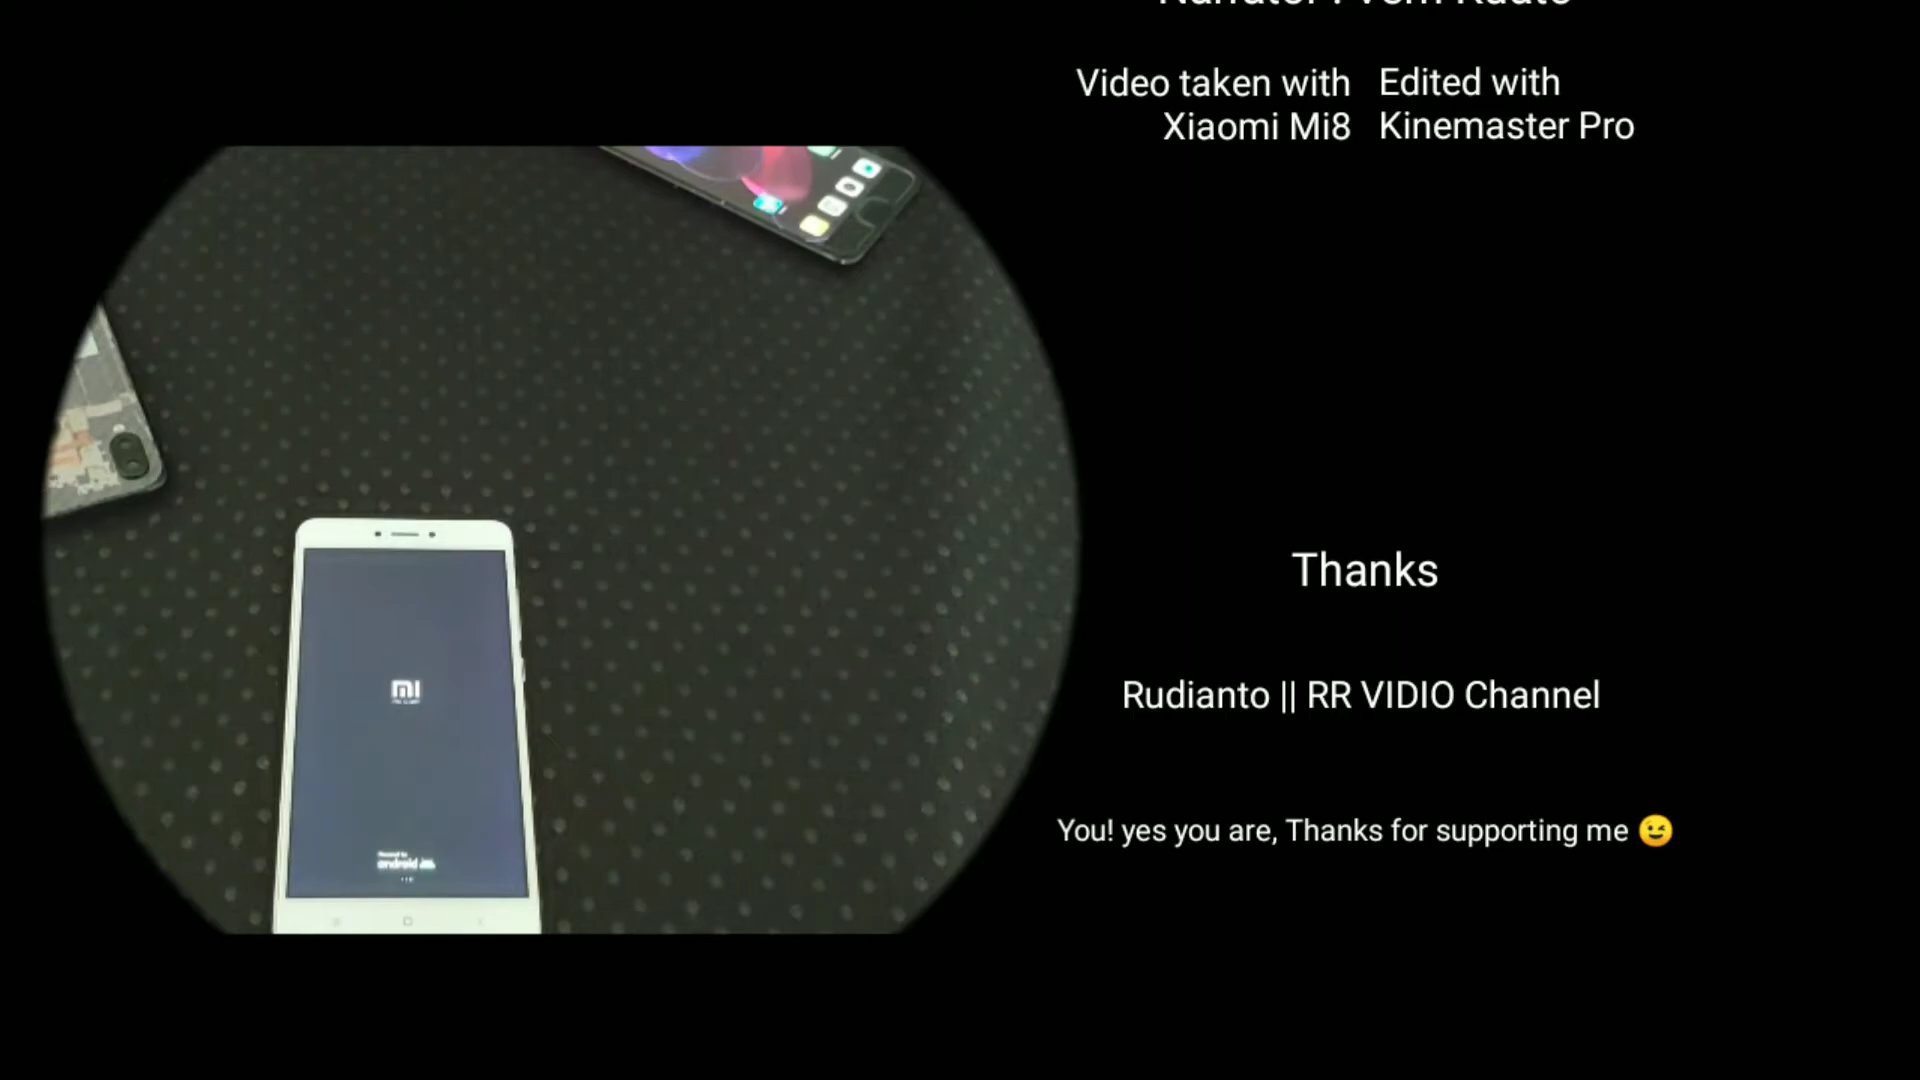 Video taken with
Xiaomi Mi8
Edited with
Kinemaster Pro
Thanks
Rudianto || RR VIDIO Channel
You! yes you are, Thanks for supporting me 😉
mi
android